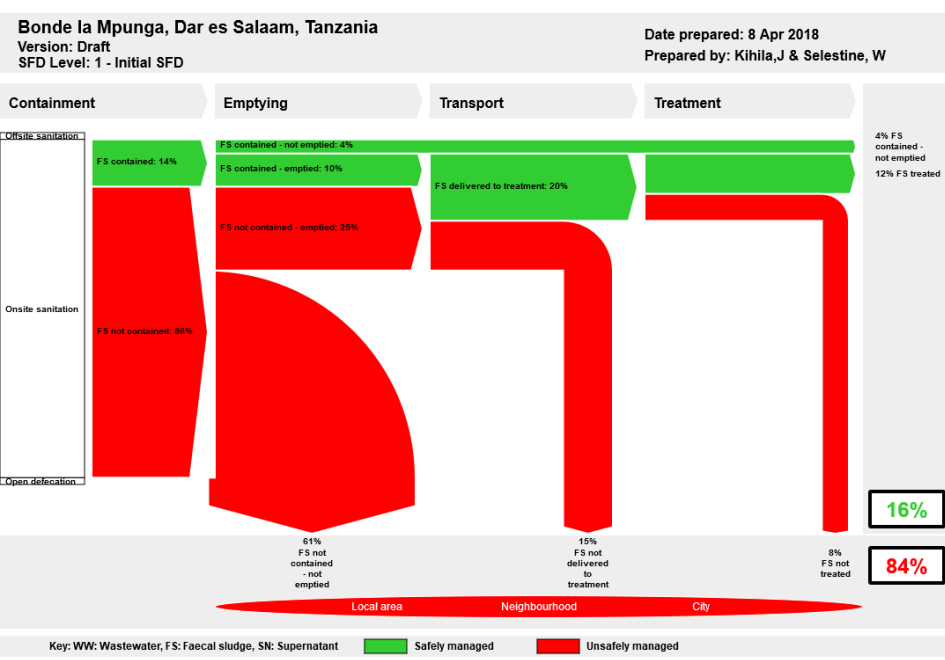 Bonde la Mpunga, Dar es Salaam, Tanzania
Version: Draft
SFD Level: 1 - Initial SFD
Date prepared: 8 Apr 2018
Prepared by: Kihila,J & Selestine, W
Containment
Emptying
Transport
Treatment
Offsite sanitation
FS contained: 14%
FS contained - not emptied: 4%
FS contained - emptied: 10%
FS delivered to treatment: 20%
4% FS
contained -
not emptied
12% FS treated
FS not contained - emptied: 25%
Onsite sanitation
FS not contained: 86%
Open defecation
16%
61%
FS not
contained
- not
emptied
15%
FS not
delivered
to
treatment
8%
FS not
treated
84%
Local area
Neighbourhood
City
Key: WW: Wastewater, FS: Faecal sludge, SN: Supernatant
Safely managed
Unsafely managed